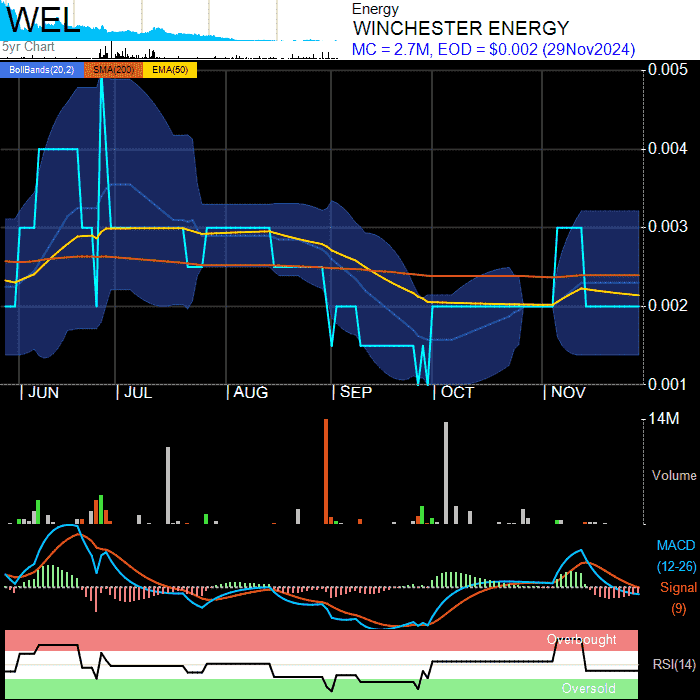 WEL
5yr Chart
Energy
WINCHESTER ENERGY
MC = 2.7M, EOD = $0.002 (29Nov2024)
BollBands(20,2) SMA(200) EMA(50)
0.005
0.004
0.003
0.002
0.001
| JUN | JUL | AUG | SEP | OCT | NOV
14M
Volume
MACD
(12-26)
Signal
(9)
Overbought
RSI(14)
Oversold